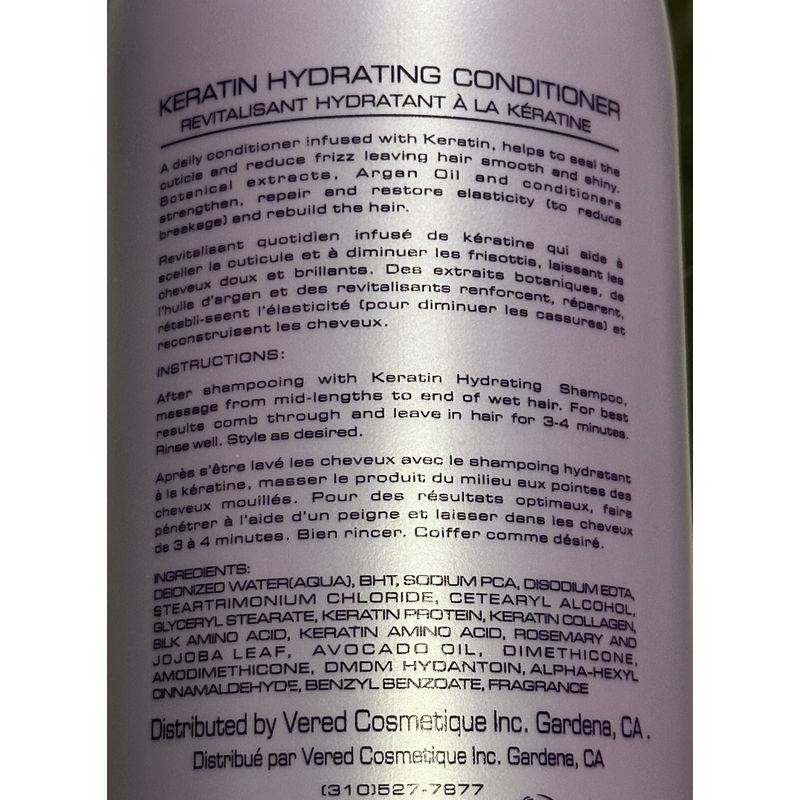 KERATIN HYDRATING CONDITIONER
REVITALISANT HYDRATANT À LA KÉRATINE
A daily conditioner infused with Keratin, helps to seal the
cuticle and reduce frizz leaving hair smooth and shiny.
Botanical extracts, Argan Oil and conditioners
strengthen, repair and restore elasticity (to reduce
breakage) and rebuild the hair.
Revitalisant quotidien infusé de kératine qui aide à
sceller la cuticule et à diminuer les frisottis, laissant les
cheveux doux et brillants. Des extraits botaniques, de
l'huile d'argan et des revitalisants renforcent, réparent,
rétabli-ssent l'élasticité (pour diminuer les cassures) et
reconstruisent les cheveux.
INSTRUCTIONS:
After shampooing with Keratin Hydrating Shampoo,
massage from mid-lengths to end of wet hair. For best
results comb through and leave in hair for 3-4 minutes.
Rinse well. Style as desired.
Après s'être lavé les cheveux avec le shampoing hydratant
à la kératine, masser le produit du milieu aux pointes des
cheveux mouillés. Pour des résultats optimaux, faire
pénétrer à l'aide d'un peigne et laisser dans les cheveux
de 3 à 4 minutes. Bien rincer. Coiffer comme désiré.
INGREDIENTS:
DEIONIZED WATER(AQUA), BHT, SODIUM PCA, DISODIUM EDTA,
STEARTRIMONIUM CHLORIDE, CETEARYL ALCOHOL,
GLYCERYL STEARATE, KERATIN PROTEIN, KERATIN COLLAGEN,
SILK AMINO ACID, KERATIN AMINO ACID, ROSEMARY AND
JOJOBA LEAF, AVOCADO OIL, DIMETHICONE,
AMODIMETHICONE, DMDM HYDANTOIN, ALPHA-HEXYL
CINNAMALDEHYDE, BENZYL BENZOATE, FRAGRANCE
Distributed by Vered Cosmetique Inc. Gardena, CA.
Distribué par Vered Cosmetique Inc. Gardena, CA
(310)527-7877